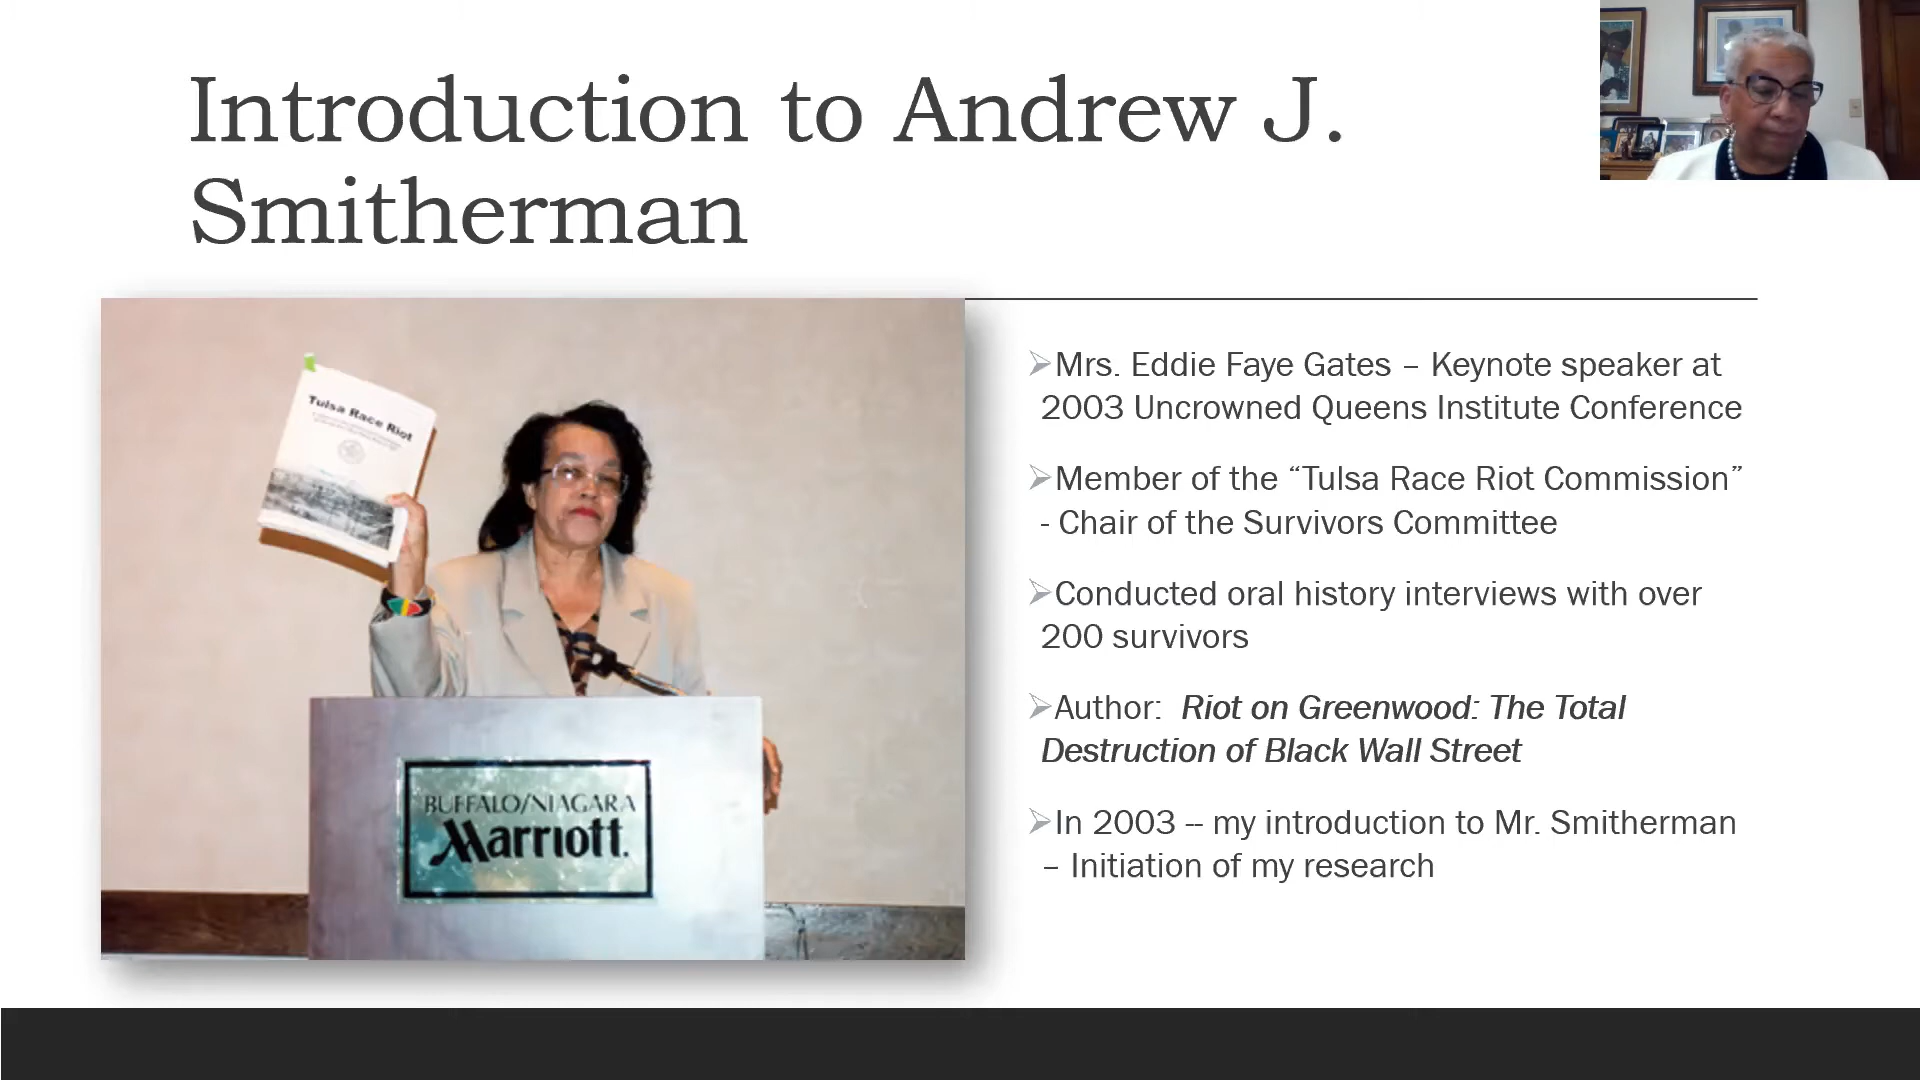 Introduction to Andrew J.
Smitherman
Tulsa Race Riot
BUFFALO/NIAGARA
Marriott.
➢Mrs. Eddie Faye Gates – Keynote speaker at
2003 Uncrowned Queens Institute Conference
➢Member of the “Tulsa Race Riot Commission”
- Chair of the Survivors Committee
➢Conducted oral history interviews with over
200 survivors
➢Author: Riot on Greenwood: The Total
Destruction of Black Wall Street
➢In 2003 -- my introduction to Mr. Smitherman
– Initiation of my research